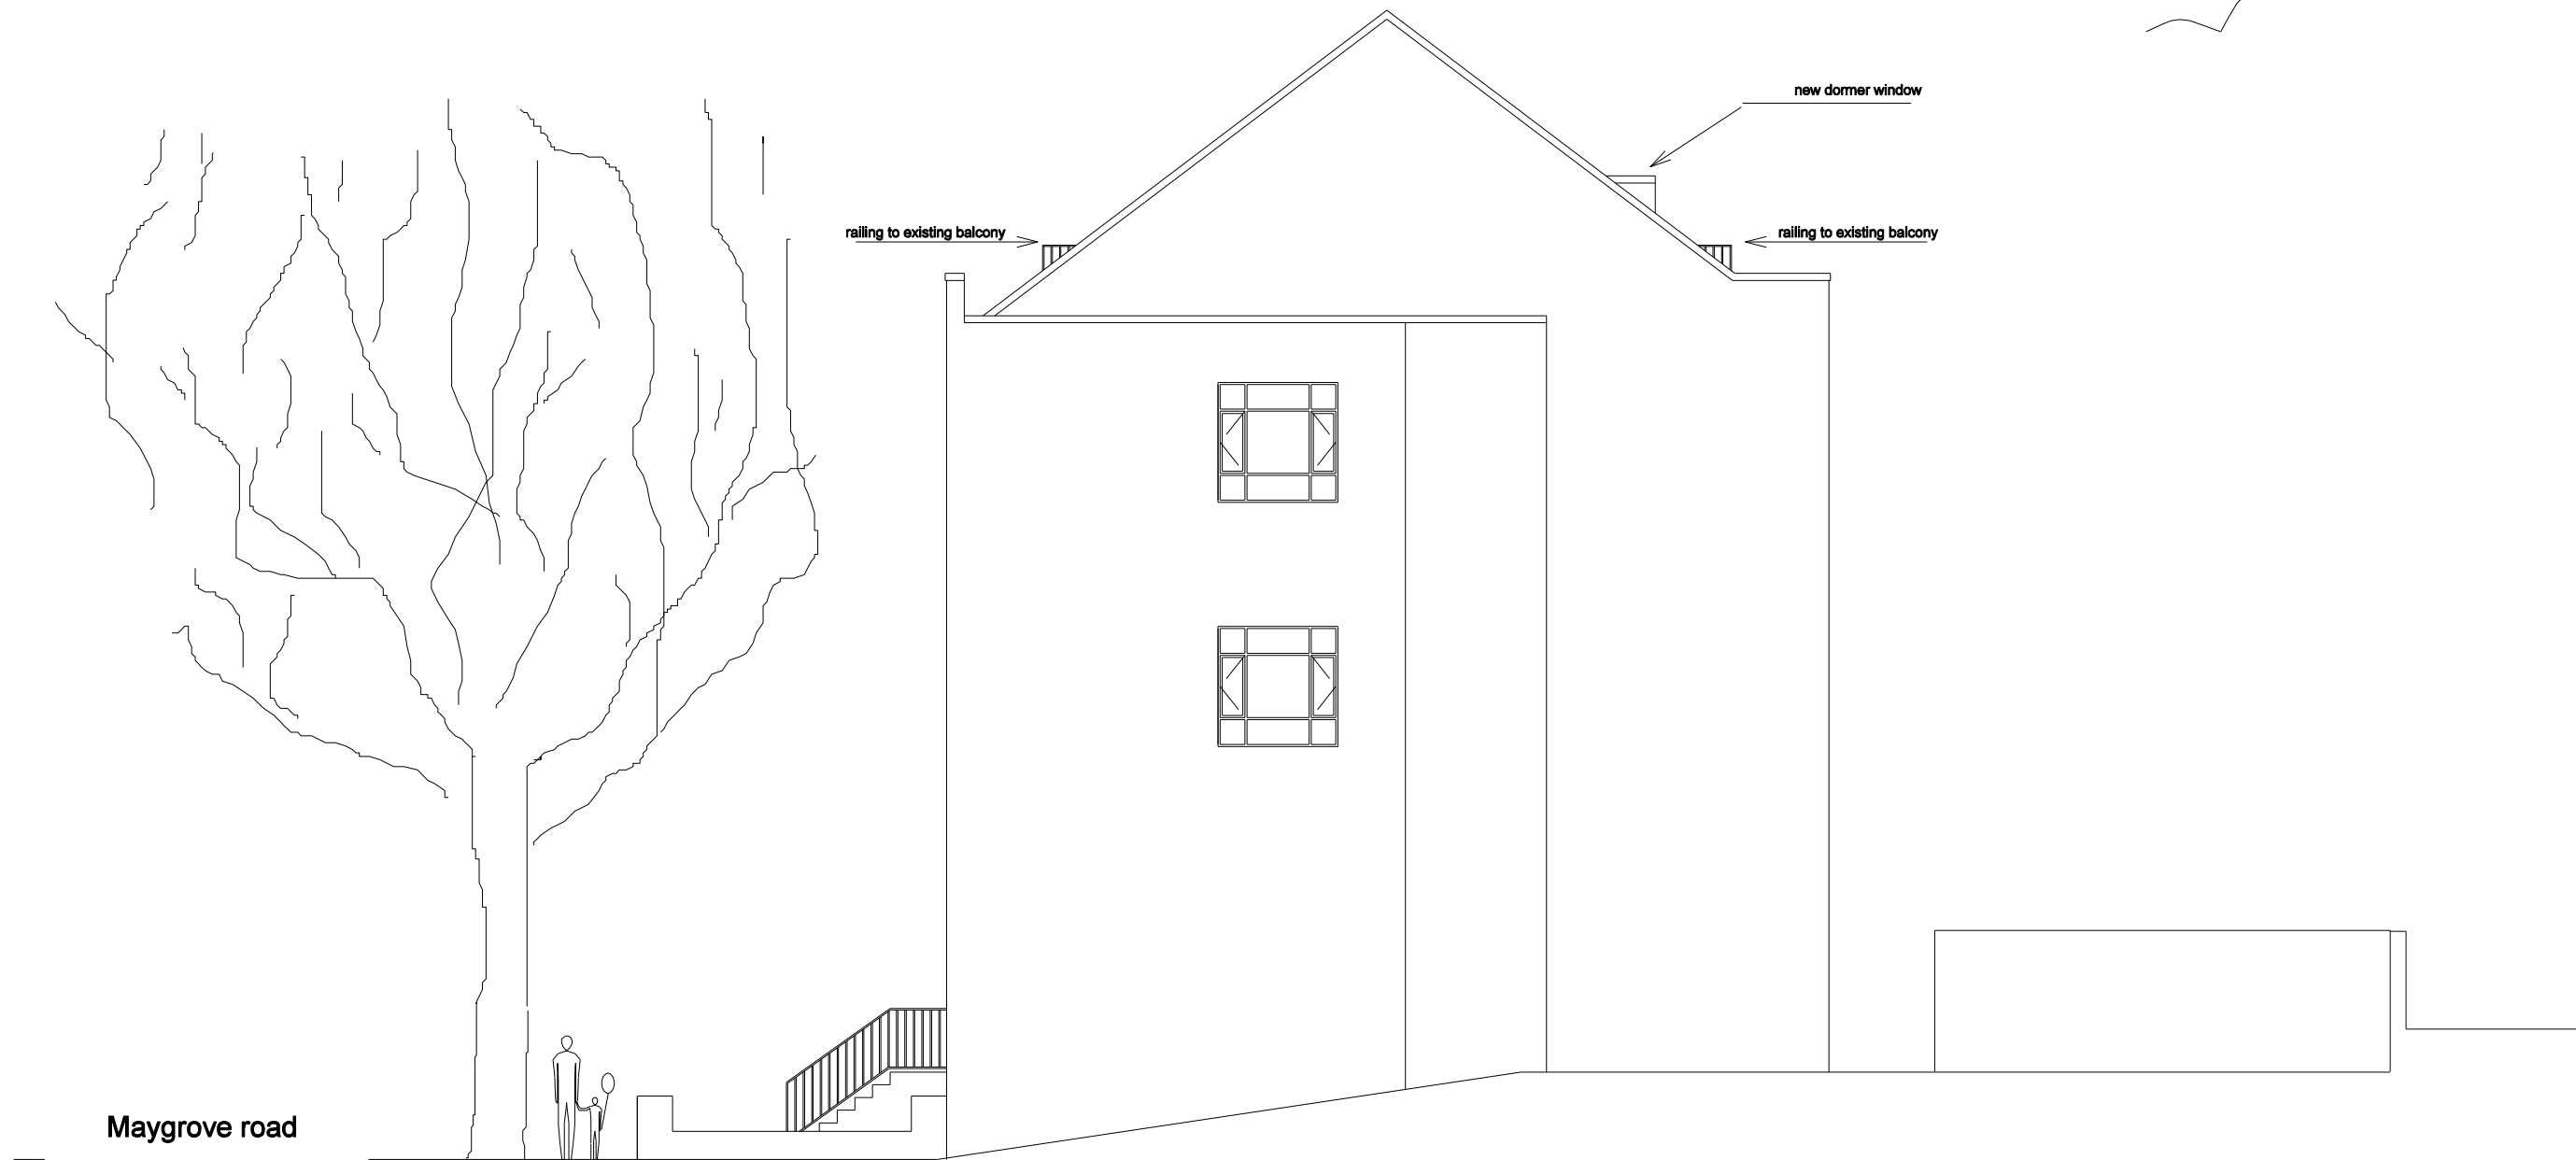 new dormer window
railing to existing balcony
railing to existing balcony
Maygrove road